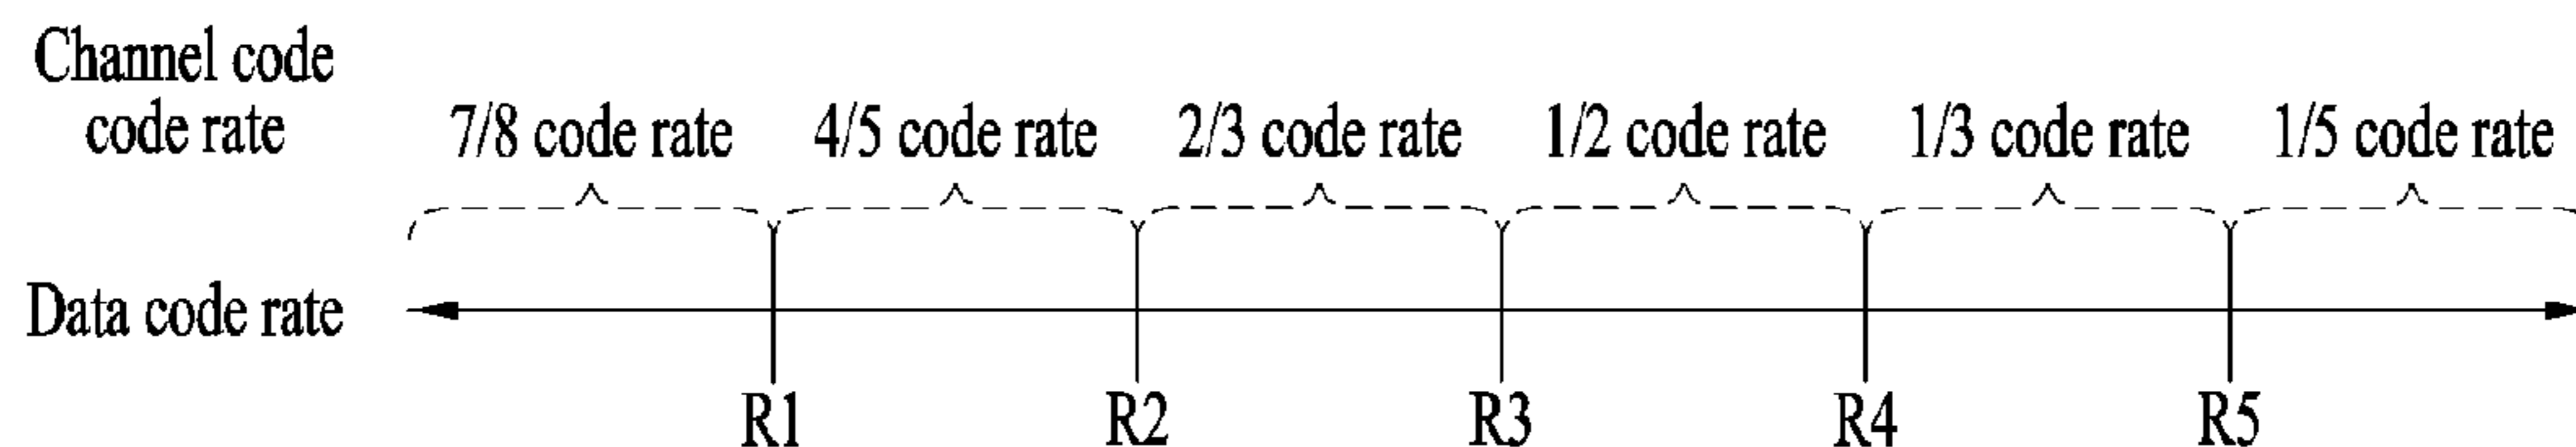 Channel code
code rate
7/8 code rate 4/5 code rate 2/3 code rate 1/2 code rate 1/3 code rate 1/5 code rate
Data code rate
R1 R2 R3 R4 R5